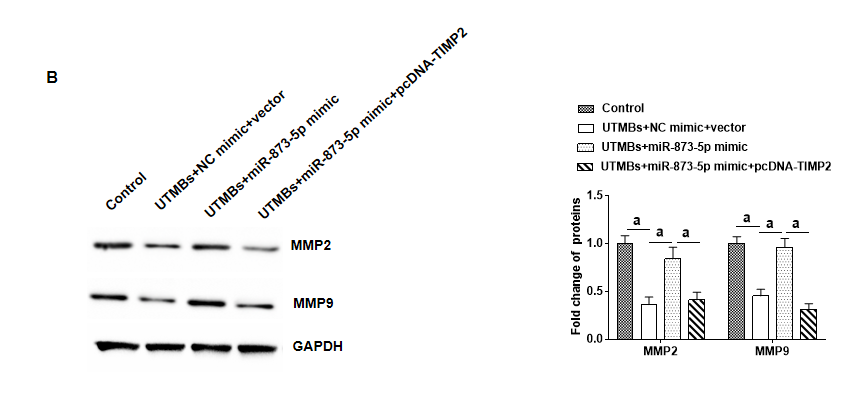 B
Control
UTMBs+NC mimic+vector
UTMBs+miR-873-5p mimic
UTMBs+miR-873-5p mimic+pcDNA-TIMP2
MMP2
MMP9
GAPDH
Control
UTMBs+NC mimic+vector
UTMBs+miR-873-5p mimic
UTMBs+miR-873-5p mimic+pcDNA-TIMP2
Fold change of proteins
1.5
1.0
0.5
0.0
a
a
a
a
a
a
MMP2
MMP9